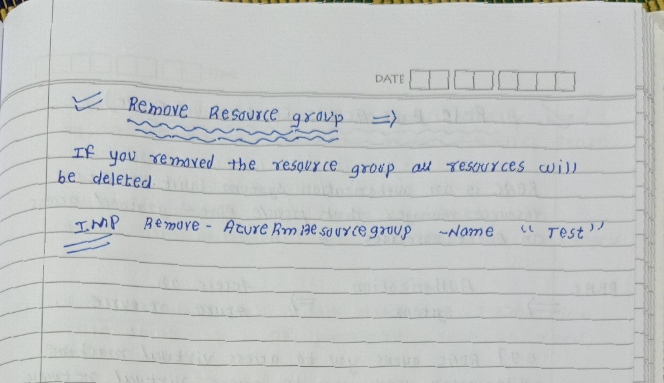 DATE
Remove Resource group ⇒
If you removed the resource group all resources will
be deleted
IMP Remove - AzureRmResourcegroup -Name "Test"